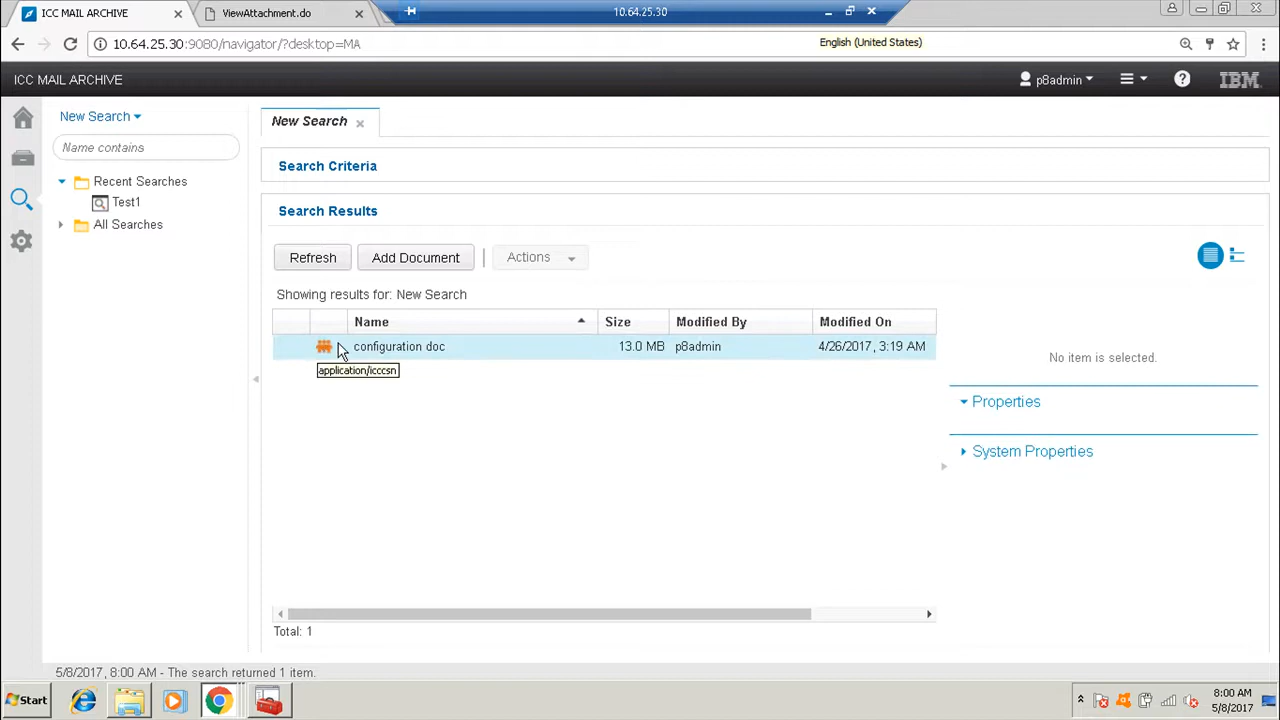 ICC MAIL ARCHIVE
ViewAttachment.do
10.64.25.30
10.64.25.30:9080/navigator/?desktop=MA
English (United States)
ICC MAIL ARCHIVE
p8admin
IBM
New Search
Name contains
Recent Searches
Test1
All Searches
New Search
Search Criteria
Search Results
Refresh
Add Document
Actions
Showing results for: New Search
Name Size Modified By Modified On
configuration doc 13.0 MB p8admin 4/26/2017, 3:19 AM
application/icccsn
No item is selected.
Properties
System Properties
Total: 1
5/8/2017, 8:00 AM - The search returned 1 item.
Start
8:00 AM
5/8/2017